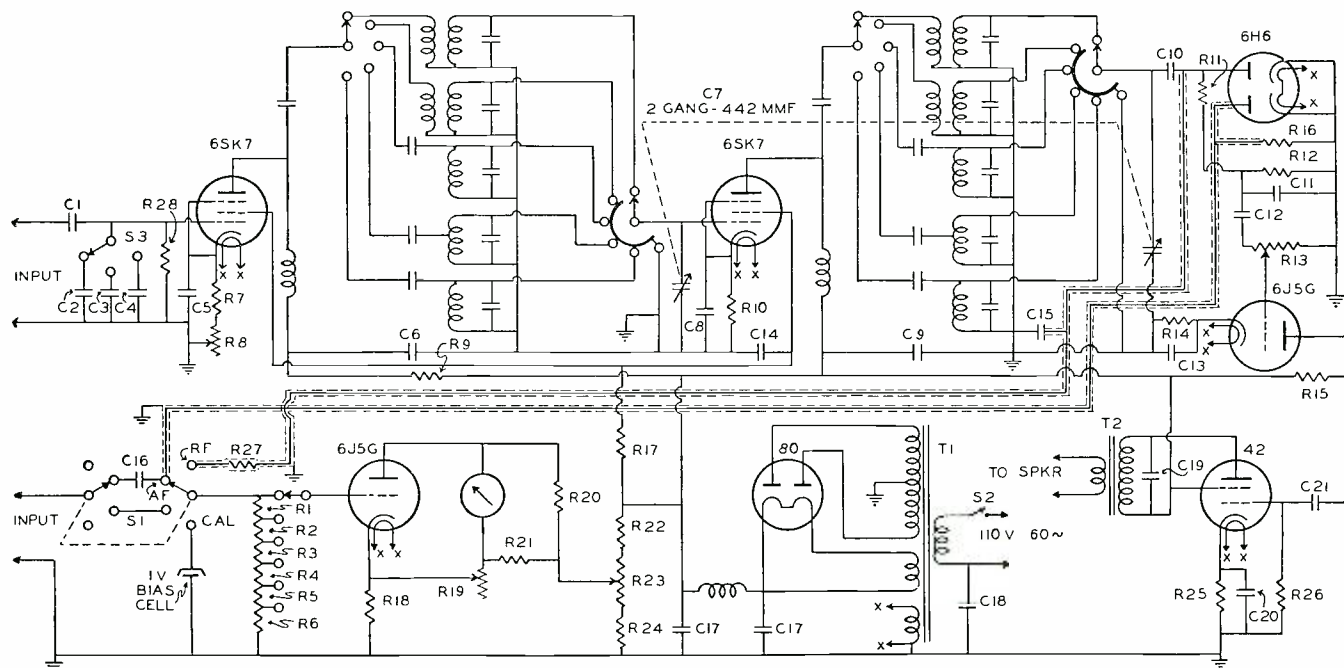 6H6
C10
R11
C7
2 GANG-442 MMF
X
X
R16
R12
C11
C12
R13
6SK7
6SK7
C1
R28
S3
X X
X X
INPUT
C2
C3
C4
C5
R7
R8
R10
C8
6J5G
C15
R14
X
X
C13
C6
R9
C14
C9
R15
RF
R27
6J5G
R17
80
T1
T2
42
C16
AF
S1
INPUT
CAL
R1
R2
R3
R4
R5
R6
R20
S2
TO SPKR
C19
C21
1V
BIAS
CELL
X X
R21
R22
R23
R24
110 V 60~
X X
R18
R19
C17
C17
X
X
C18
R25
C20
R26